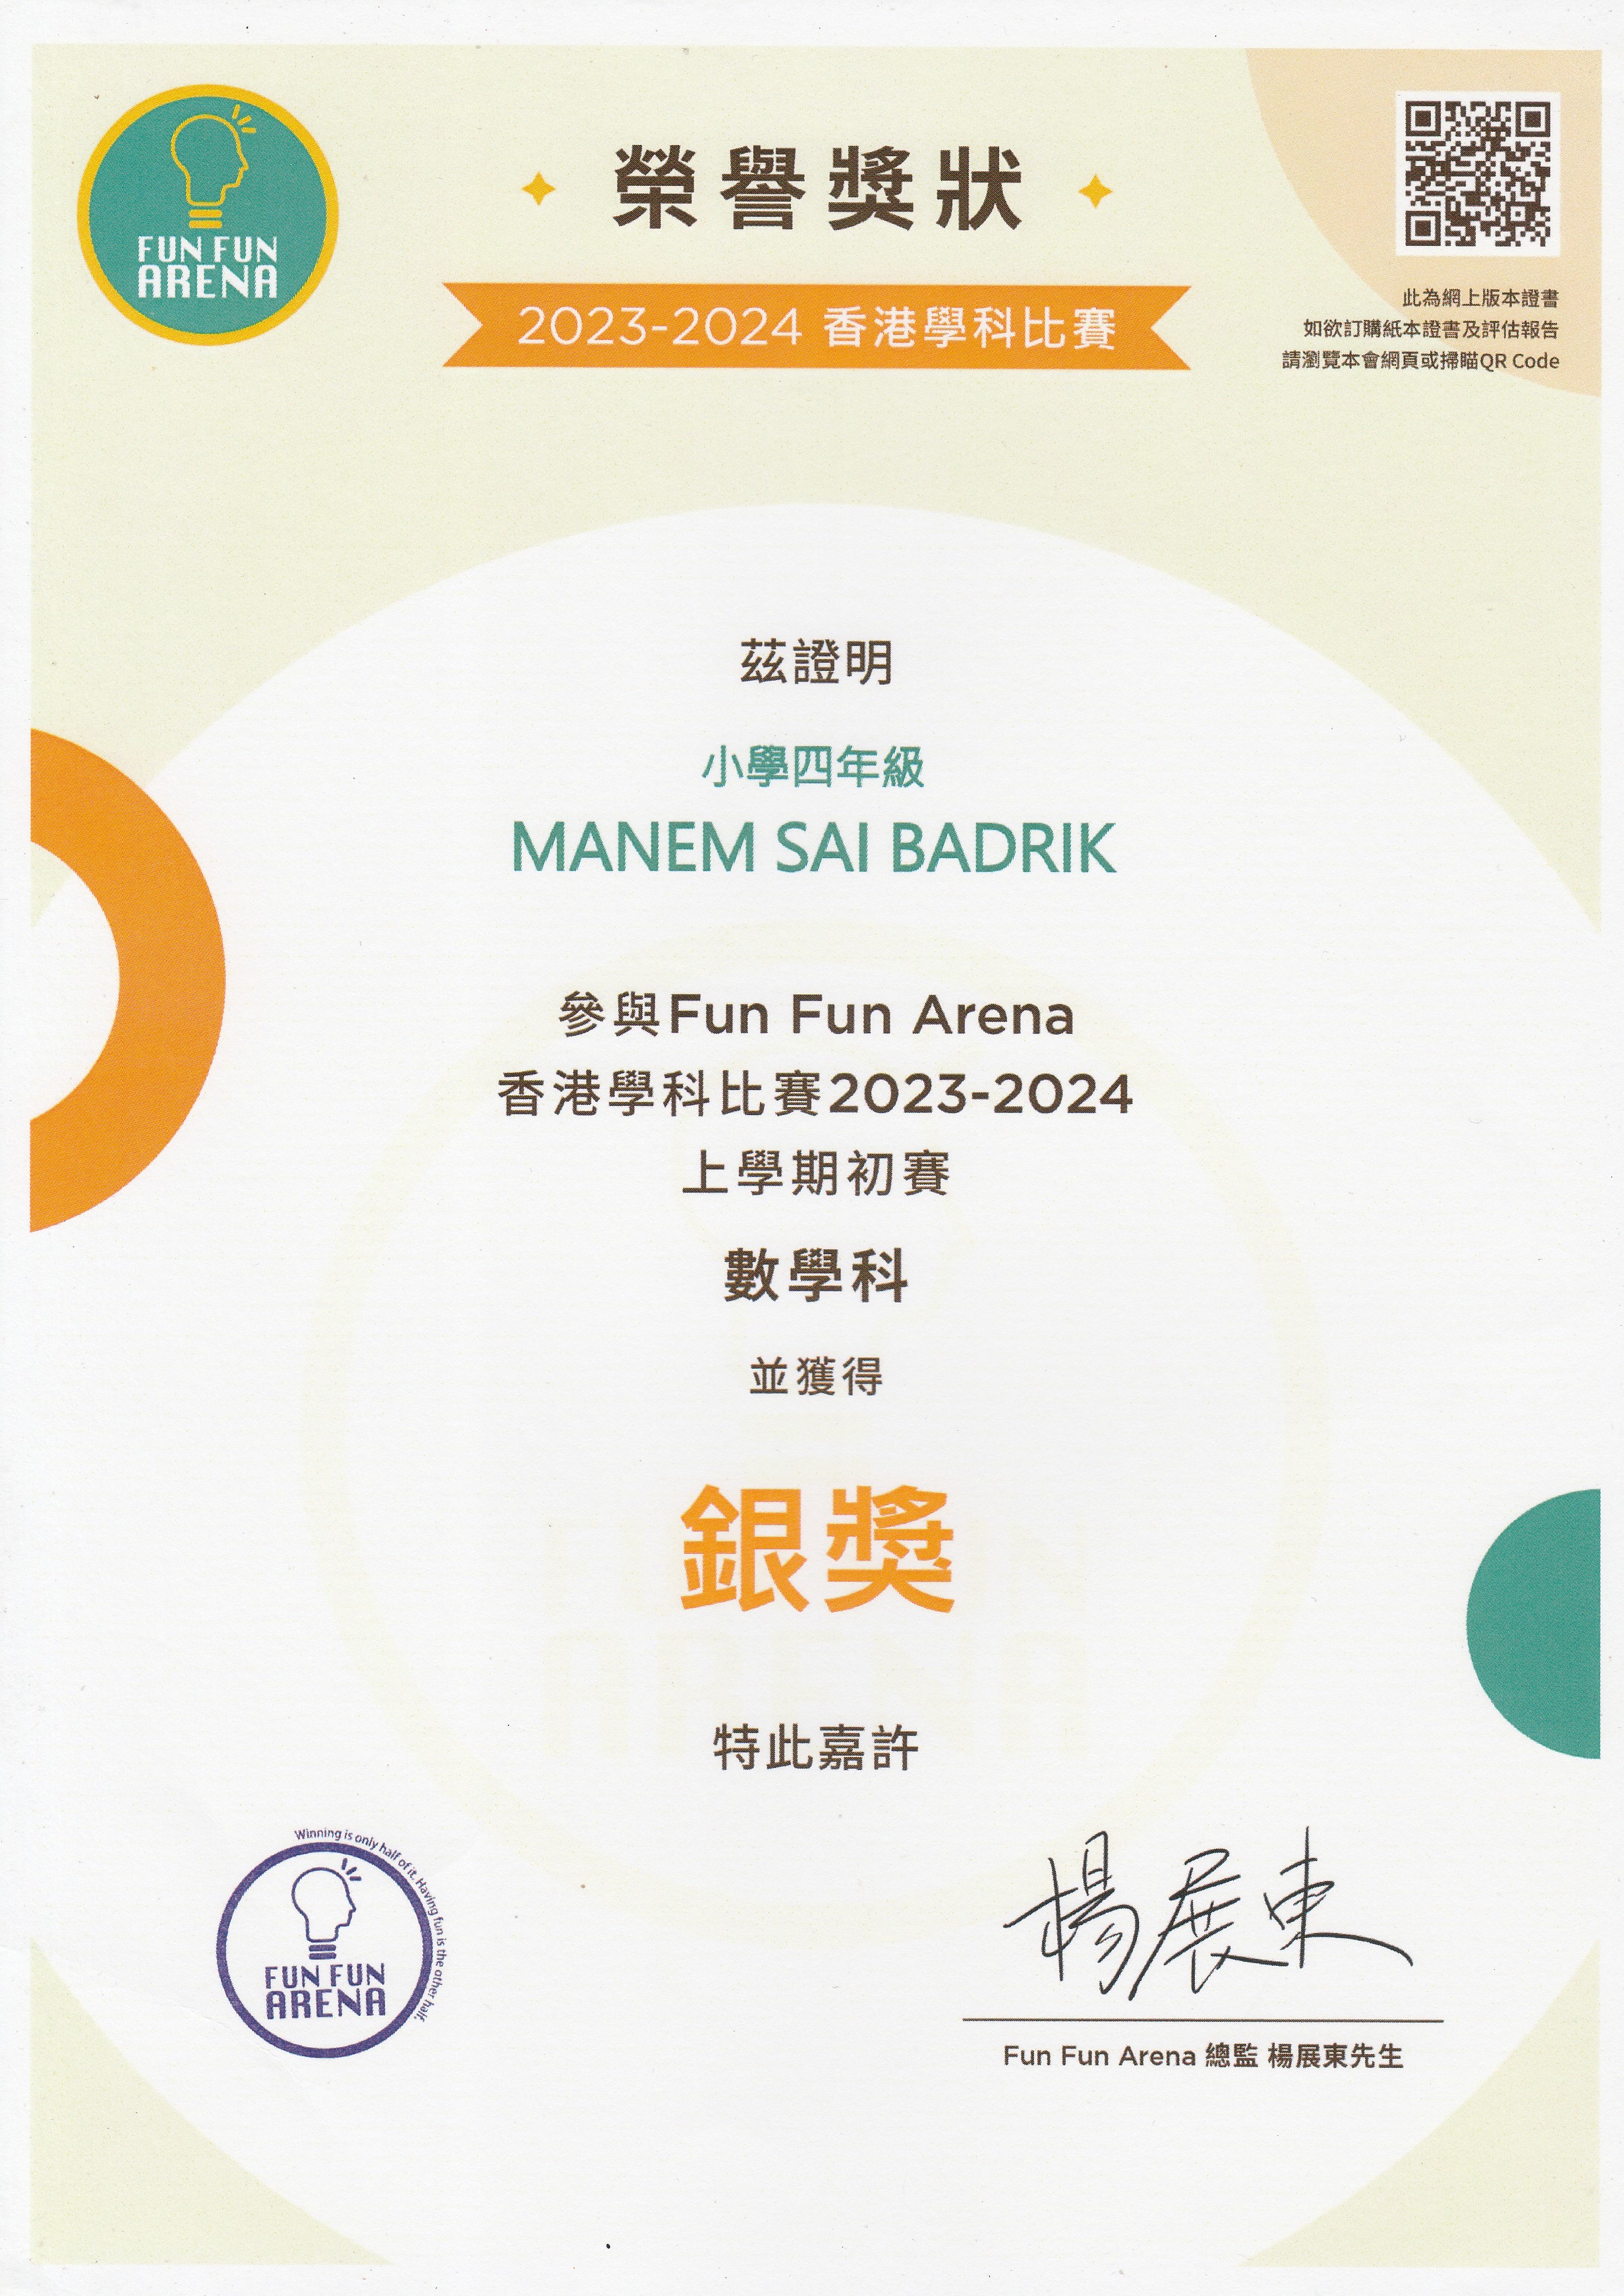 FUN FUN
ARENA
榮譽獎狀
2023-2024 香港學科比賽
此為網上版本證書
如欲訂購紙本證書及評估報告
請瀏覽本會網頁或掃瞄QR Code
茲證明
小學四年級
MANEM SAI BADRIK
參與Fun Fun Arena
香港學科比賽2023-2024
上學期初賽
數學科
並獲得
銀獎
特此嘉許
Winning is only half of it. Having fun is the other half.
FUN FUN
ARENA
楊展東
Fun Fun Arena 總監 楊展東先生